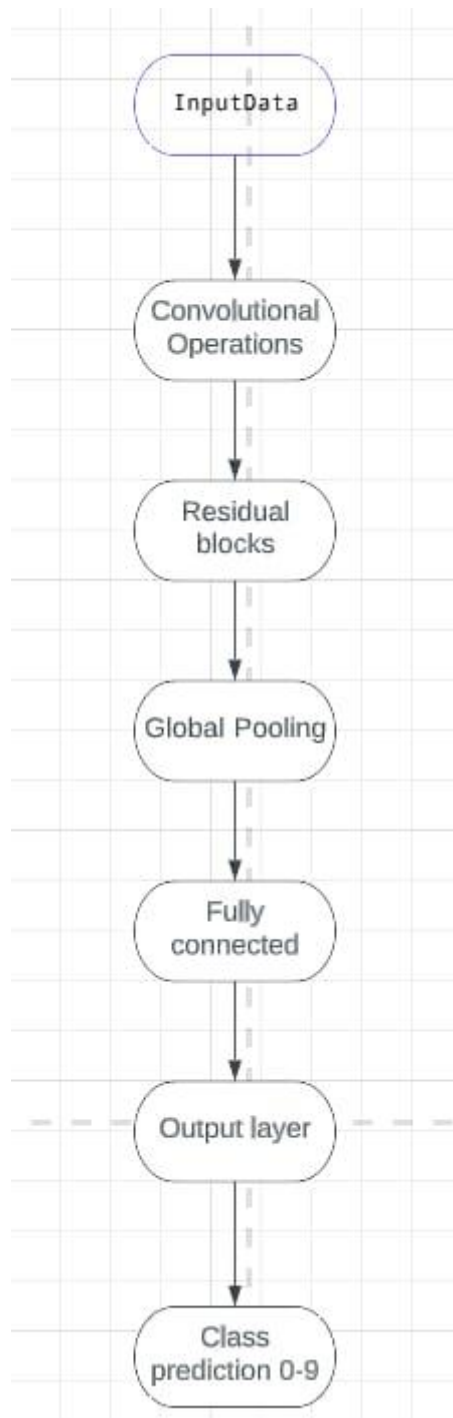 InputData
Convolutional
Operations
Residual
blocks
Global Pooling
Fully
connected
Output layer
Class
prediction 0-9